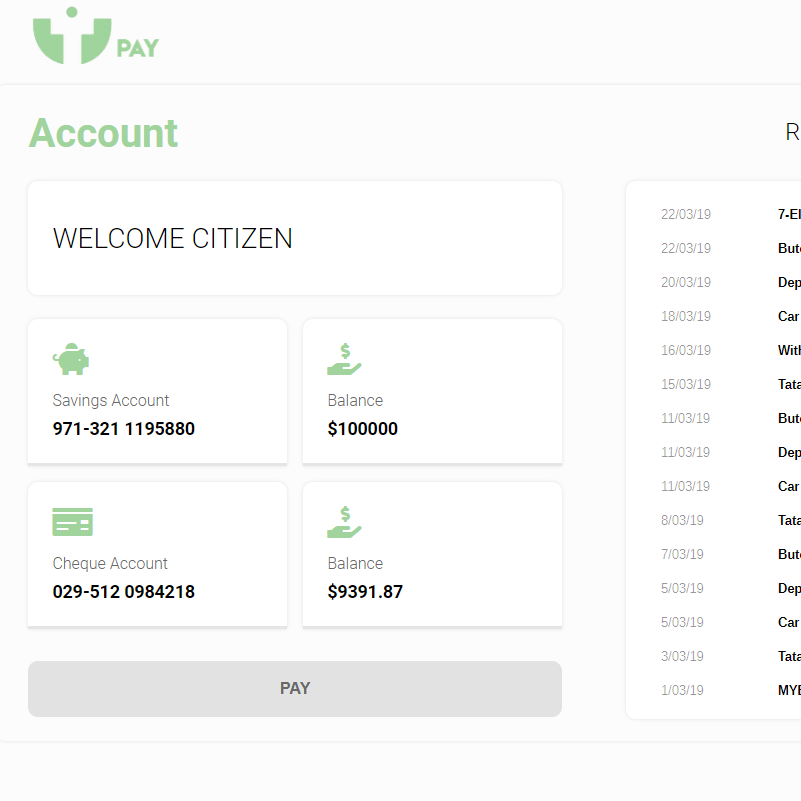 PAY
Account
WELCOME CITIZEN
Savings Account
971-321 1195880
Balance
$100000
Cheque Account
029-512 0984218
Balance
$9391.87
PAY
R
22/03/19 7-El
22/03/19 But
20/03/19 Dep
18/03/19 Car
16/03/19 With
15/03/19 Tata
11/03/19 But
11/03/19 Dep
11/03/19 Car
8/03/19 Tata
7/03/19 But
5/03/19 Dep
5/03/19 Car
3/03/19 Tata
1/03/19 MYE